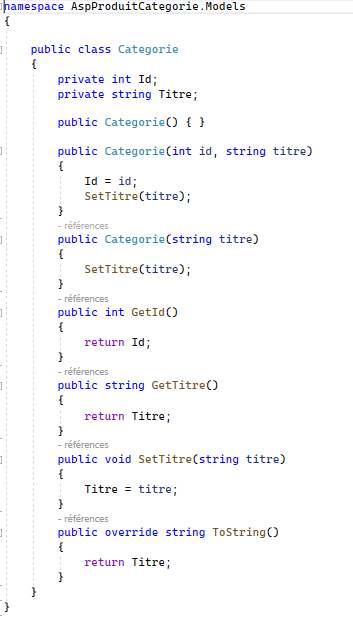 namespace AspProduitCategorie.Models
{
public class Categorie
{
private int Id;
private string Titre;
public Categorie() { }
public Categorie(int id, string titre)
{
Id = id;
SetTitre(titre);
}
- références
public Categorie(string titre)
{
SetTitre(titre);
}
- références
public int GetId()
{
return Id;
}
- références
public string GetTitre()
{
return Titre;
}
- références
public void SetTitre(string titre)
{
Titre = titre;
}
- références
public override string ToString()
{
return Titre;
}
}
}